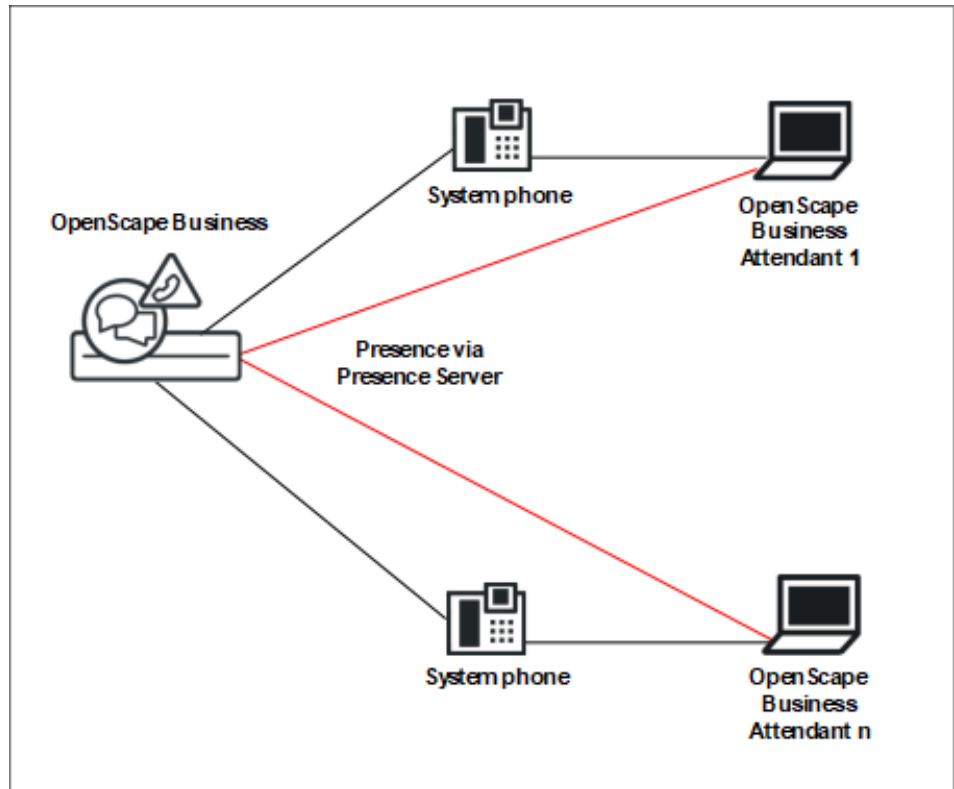 System phone
OpenScape
Business
Attendant 1
OpenScape Business
Presence via
Presence Server
System phone
OpenScape
Business
Attendant n